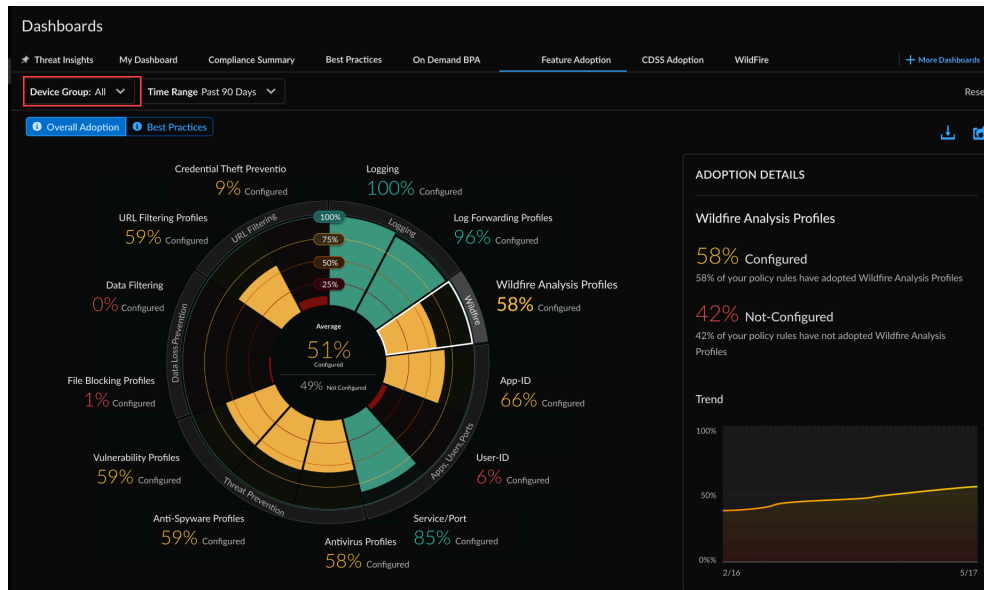 Dashboards
Threat Insights
My Dashboard
Compliance Summary
Best Practices
On Demand BPA
Feature Adoption
CDSS Adoption
WildFire
+ More Dashboards
Device Group: All
Time Range Past 90 Days
Rese
Overall Adoption
Best Practices
Credential Theft Preventio
9% Configured
Logging
100% Configured
URL Filtering Profiles
59% Configured
Log Forwarding Profiles
96% Configured
Data Filtering
0% Configured
Wildfire Analysis Profiles
58% Configured
File Blocking Profiles
1% Configured
App-ID
66% Configured
Vulnerability Profiles
59% Configured
User-ID
6% Configured
Anti-Spyware Profiles
59% Configured
Antivirus Profiles
58% Configured
Service/Port
85% Configured
URL Filtering
Logging
Wildfire
Apps, Users, Ports
Threat Prevention
Data Loss Prevention
100%
75%
50%
25%
Average
51%
Configured
49% Not Configured
ADOPTION DETAILS
Wildfire Analysis Profiles
58% Configured
58% of your policy rules have adopted Wildfire Analysis Profiles
42% Not-Configured
42% of your policy rules have not adopted Wildfire Analysis
Profiles
Trend
100%
50%
0%%
2/16
5/17